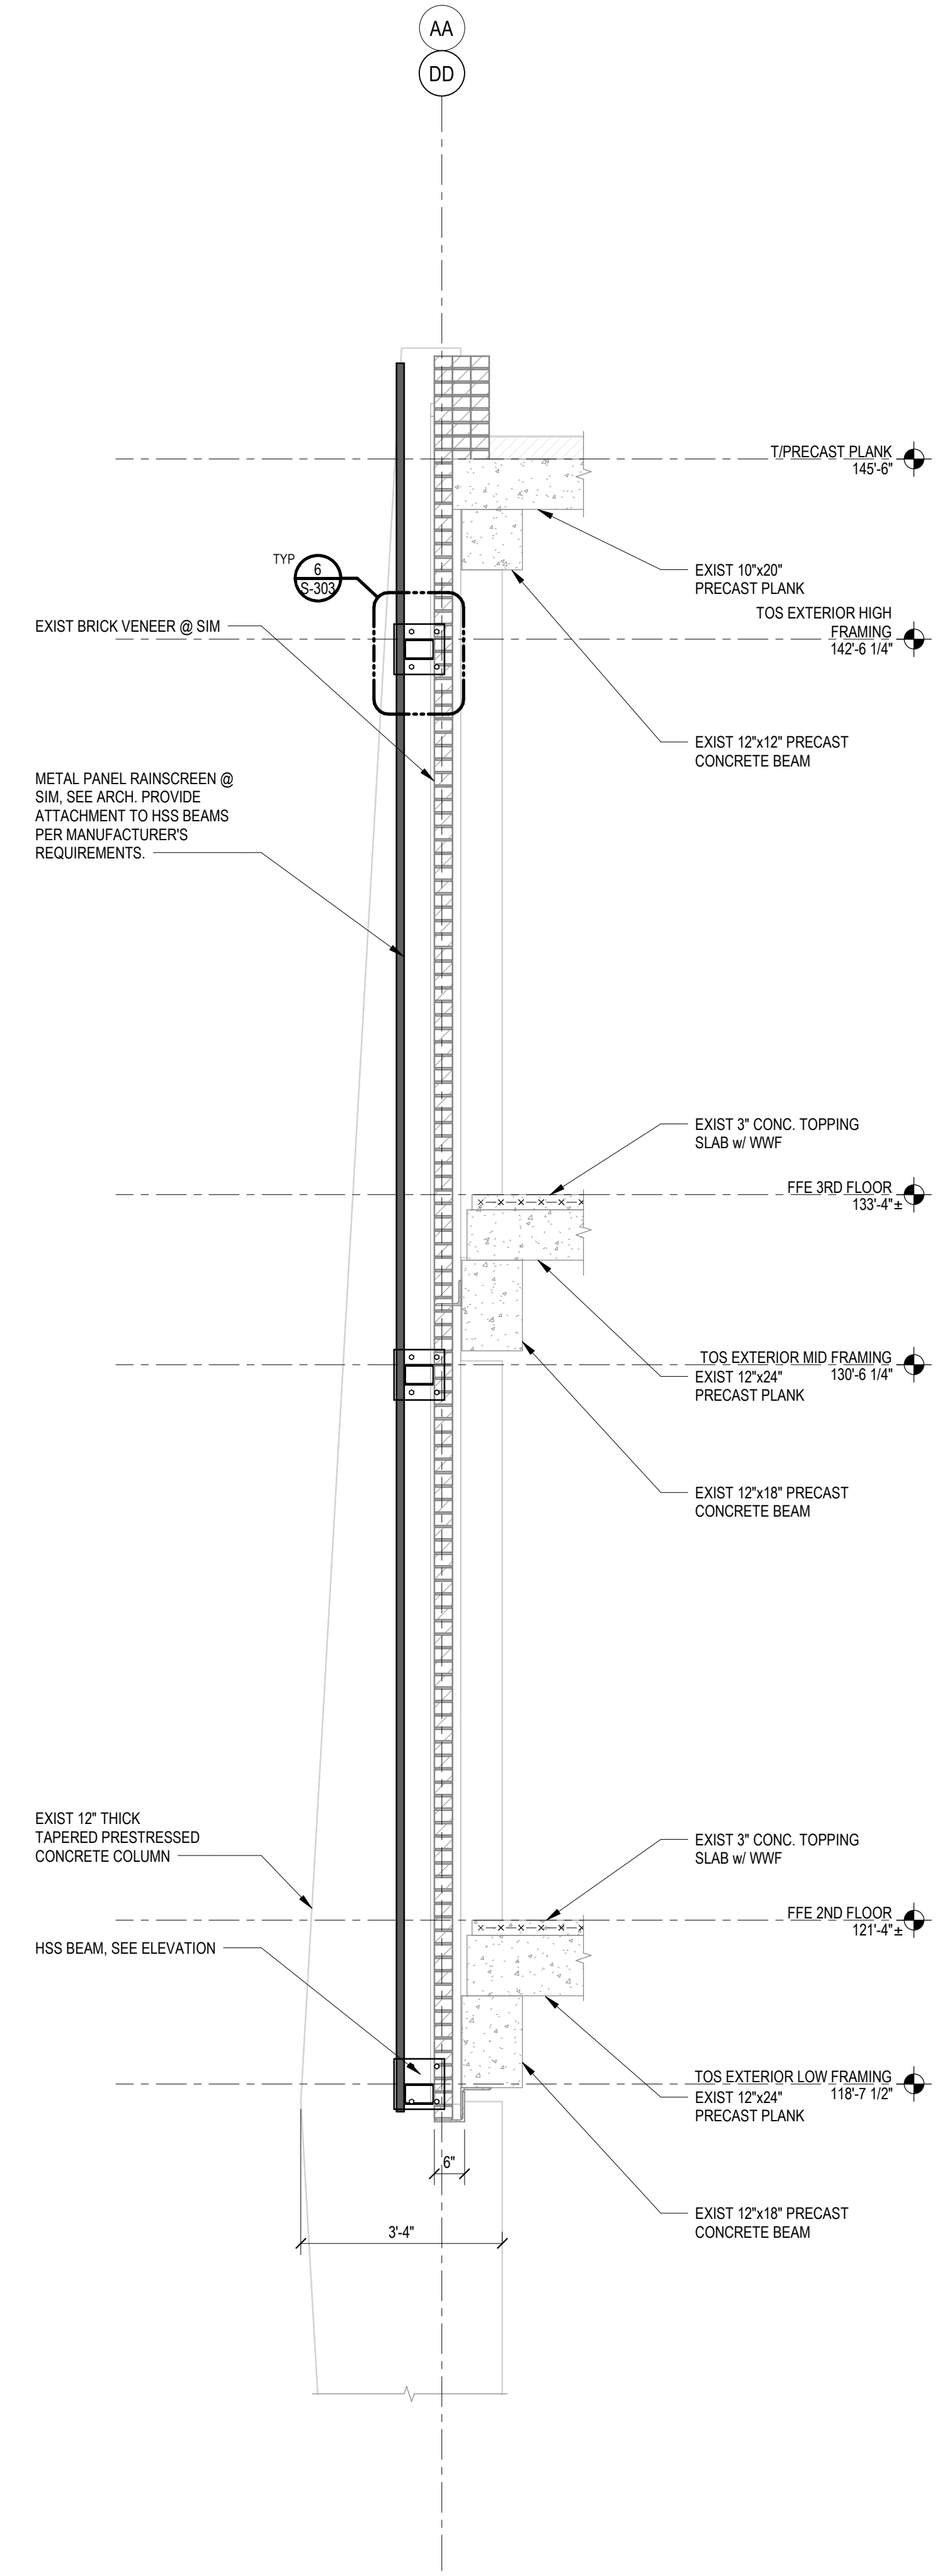 AA
DD
T/PRECAST PLANK
145'-6"
TYP
6
S-303
EXIST 10"x20"
PRECAST PLANK
TOS EXTERIOR HIGH
FRAMING
142'-6 1/4"
EXIST BRICK VENEER @ SIM
EXIST 12"x12" PRECAST
CONCRETE BEAM
METAL PANEL RAINSCREEN @
SIM, SEE ARCH. PROVIDE
ATTACHMENT TO HSS BEAMS
PER MANUFACTURER'S
REQUIREMENTS.
EXIST 3" CONC. TOPPING
SLAB w/ WWF
FFE 3RD FLOOR
133'-4"±
TOS EXTERIOR MID FRAMING
130'-6 1/4"
EXIST 12"x24"
PRECAST PLANK
EXIST 12"x18" PRECAST
CONCRETE BEAM
EXIST 12" THICK
TAPERED PRESTRESSED
CONCRETE COLUMN
EXIST 3" CONC. TOPPING
SLAB w/ WWF
FFE 2ND FLOOR
121'-4"±
HSS BEAM, SEE ELEVATION
TOS EXTERIOR LOW FRAMING
118'-7 1/2"
EXIST 12"x24"
PRECAST PLANK
6"
EXIST 12"x18" PRECAST
CONCRETE BEAM
3'-4"